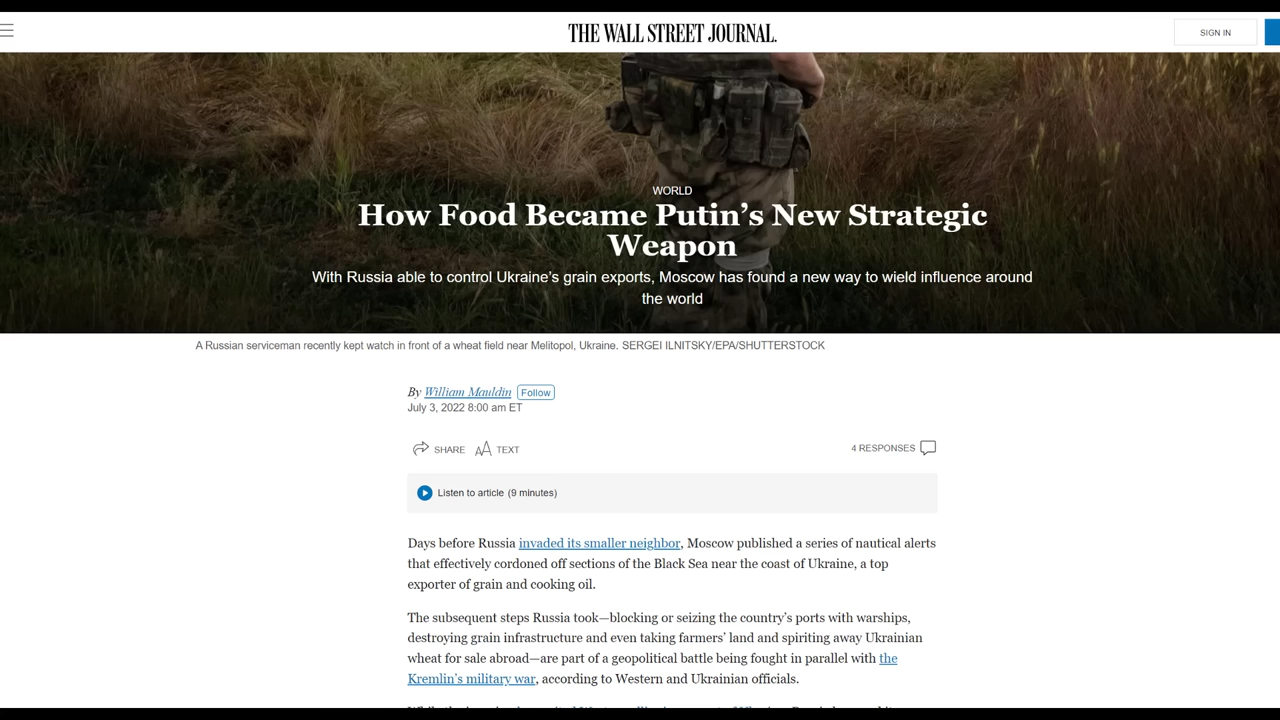 THE WALL STREET JOURNAL.
SIGN IN
WORLD
How Food Became Putin’s New Strategic
Weapon
With Russia able to control Ukraine’s grain exports, Moscow has found a new way to wield influence around
the world
A Russian serviceman recently kept watch in front of a wheat field near Melitopol, Ukraine. SERGEI ILNITSKY/EPA/SHUTTERSTOCK
By William Mauldin Follow
July 3, 2022 8:00 am ET
SHARE TEXT 4 RESPONSES
Listen to article (9 minutes)
Days before Russia invaded its smaller neighbor, Moscow published a series of nautical alerts
that effectively cordoned off sections of the Black Sea near the coast of Ukraine, a top
exporter of grain and cooking oil.
The subsequent steps Russia took—blocking or seizing the country’s ports with warships,
destroying grain infrastructure and even taking farmers’ land and spiriting away Ukrainian
wheat for sale abroad—are part of a geopolitical battle being fought in parallel with the
Kremlin’s military war, according to Western and Ukrainian officials.